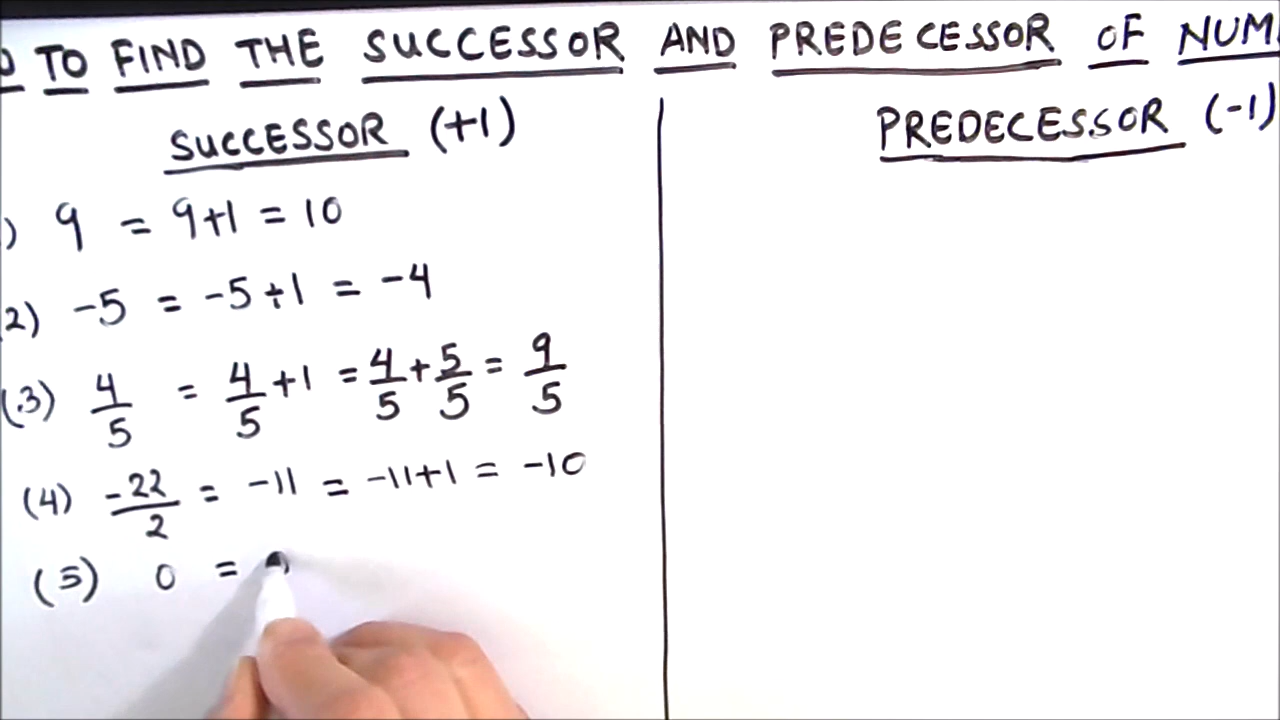 TO FIND THE SUCCESSOR AND PREDECESSOR OF
SUCCESSOR (+1)
PREDECESSOR (-1)
) 9 = 9+1 = 10
2) -5 = -5+1 = -4
(3) 4/5 = 4/5 + 1 = 4/5 + 5/5 = 9/5
(4) -22/2 = -11 = -11+1 = -10
(5) 0 =